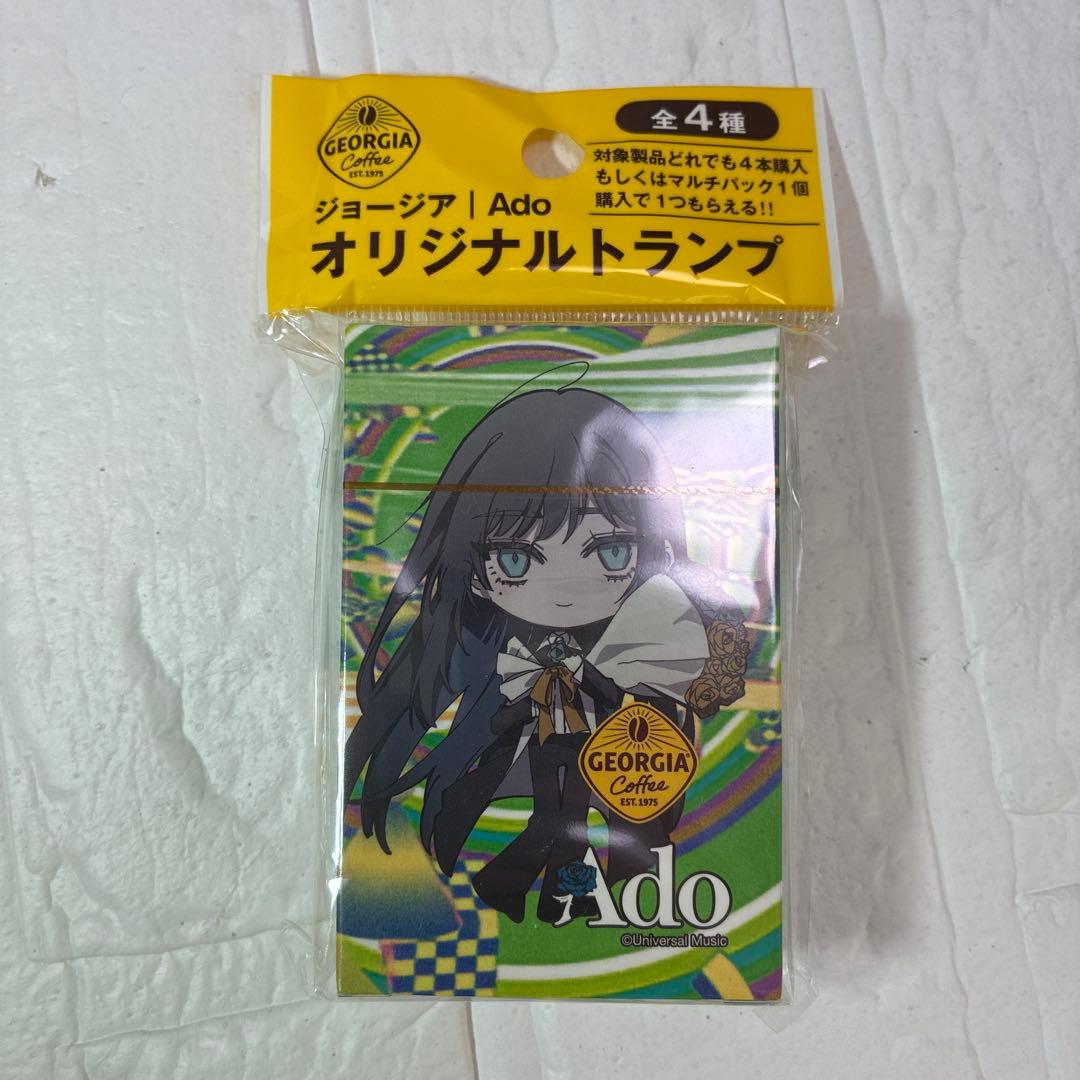 GEORGIA
Coffee
EST. 1975
ジョージア｜Ado
オリジナルトランプ
全4種
対象製品どれでも4本購入
もしくはマルチパック1個
購入で1つもらえる!!
GEORGIA
Coffee
EST. 1975
Ado
©Universal Music